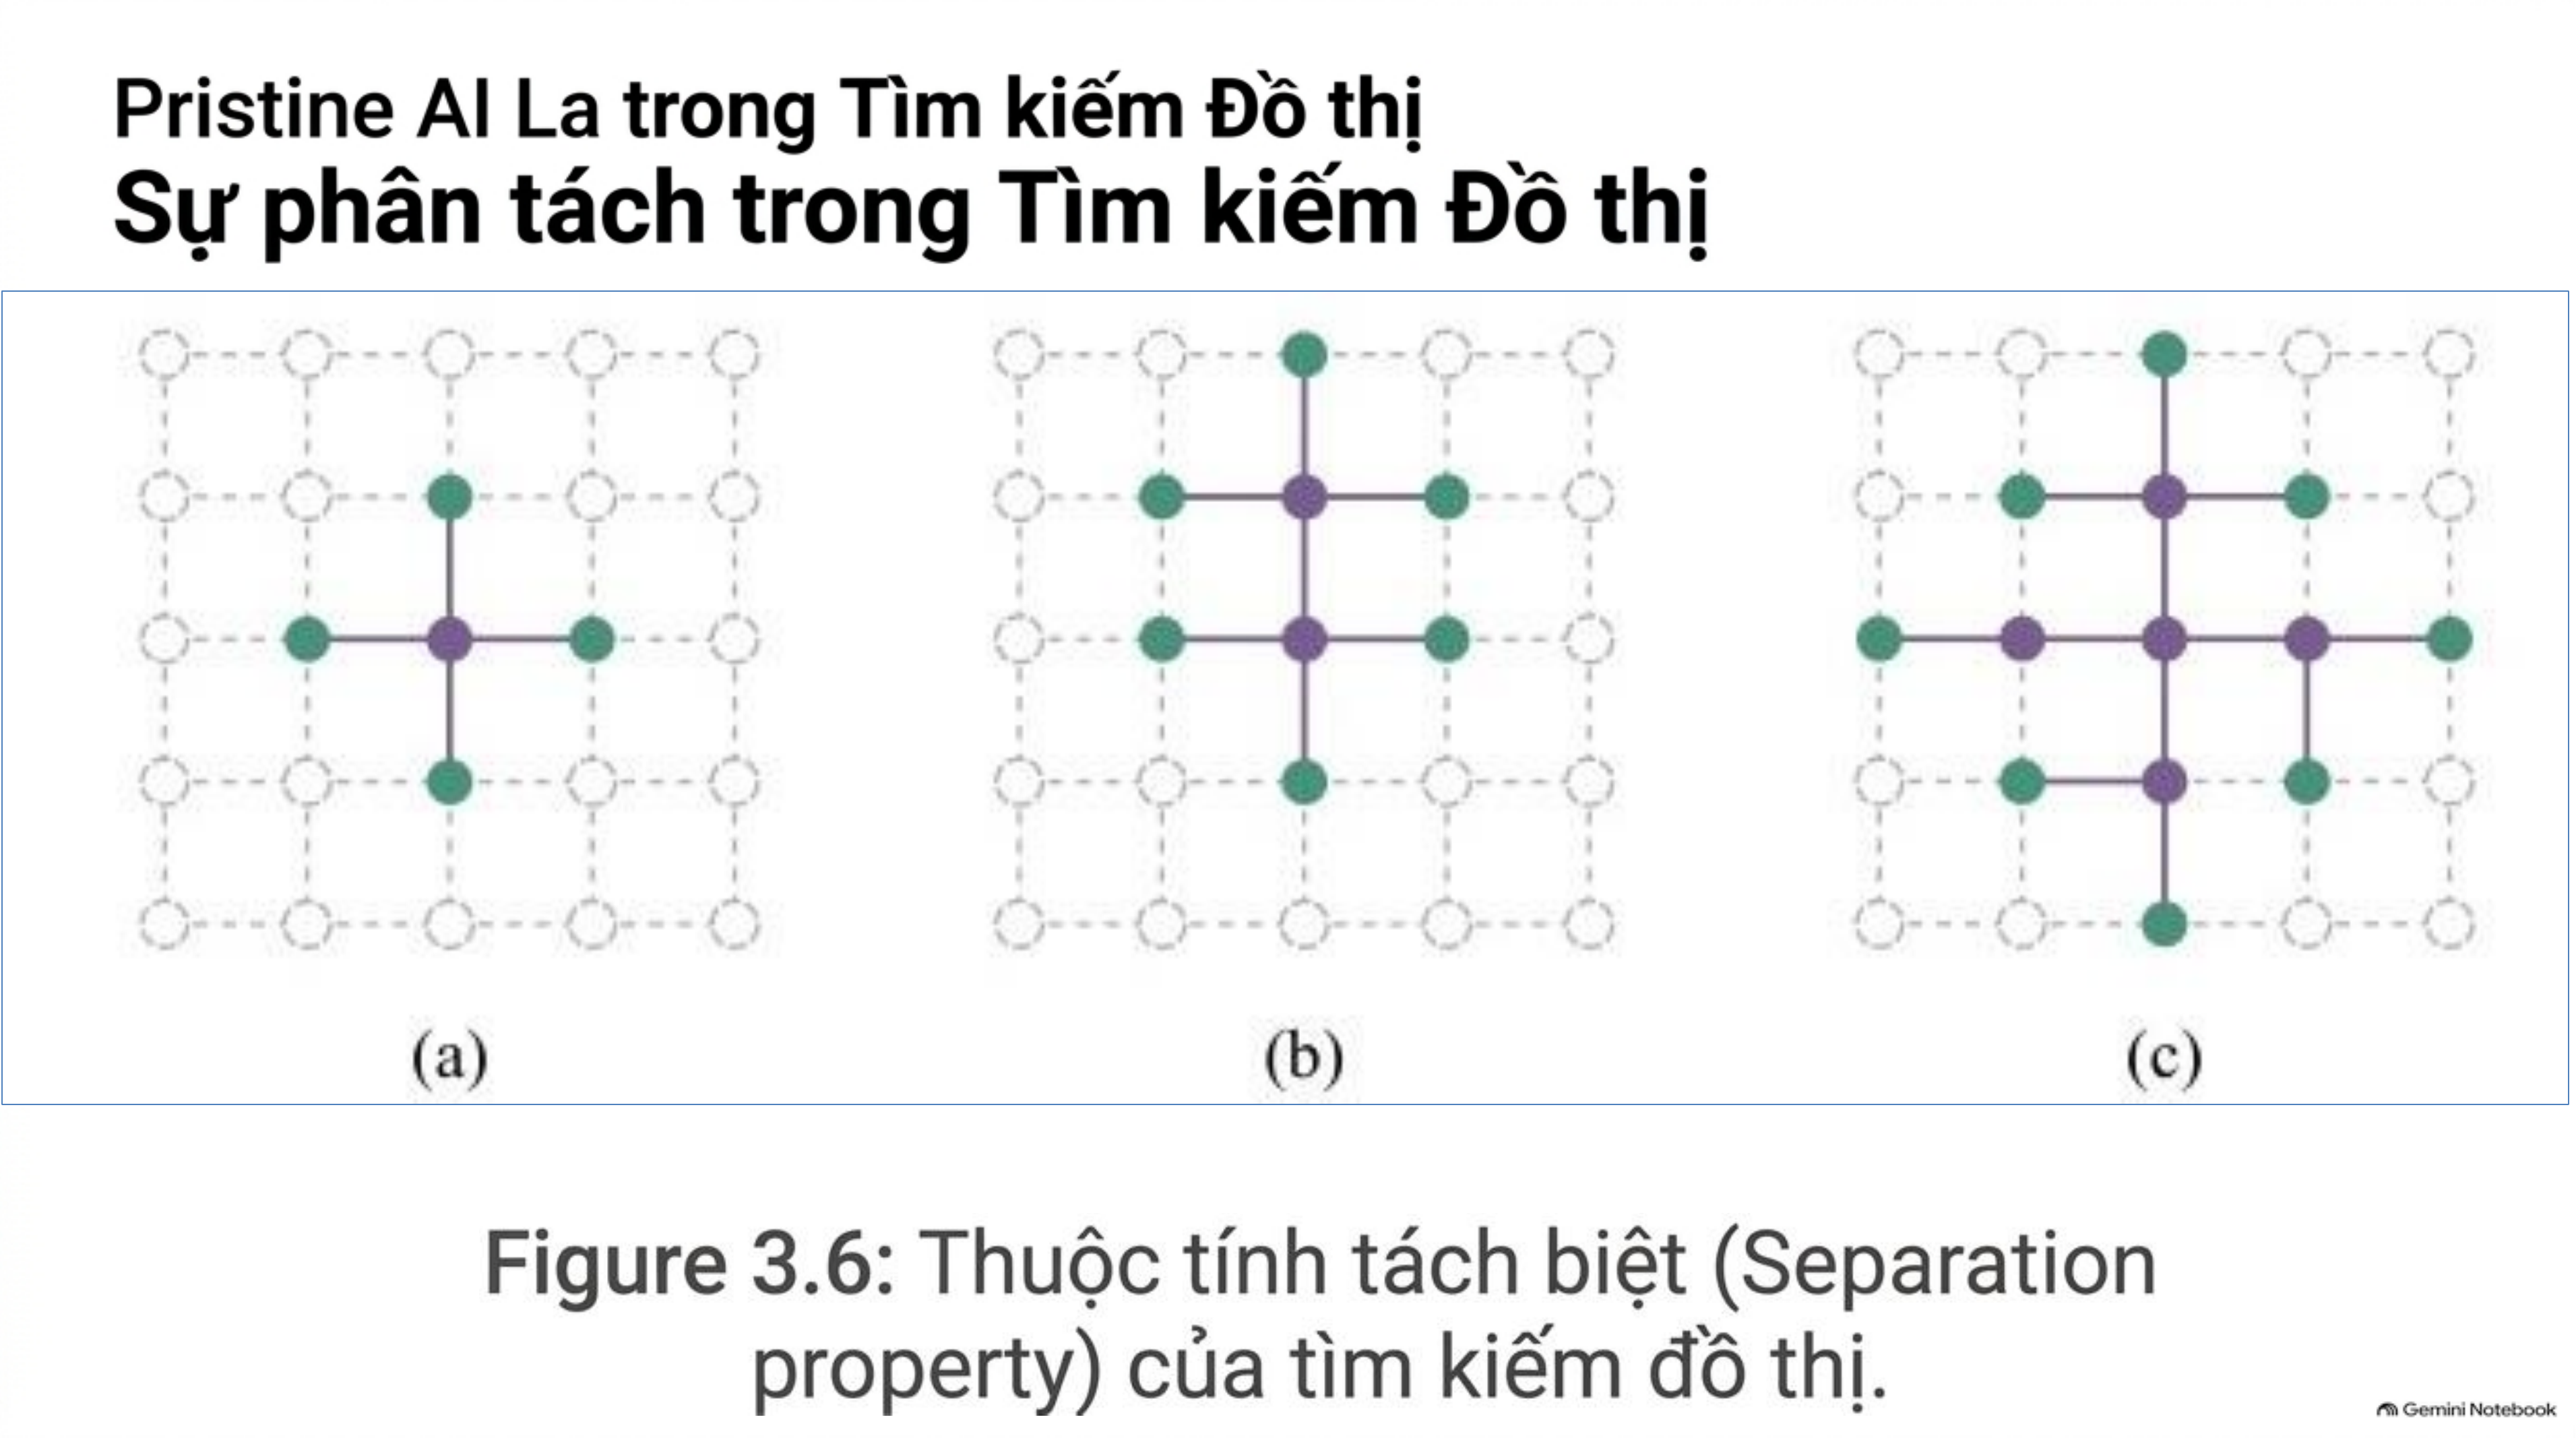 Pristine AI La trong Tìm kiếm Đồ thị
Sự phân tách trong Tìm kiếm Đồ thị
(a)
(b)
(c)
Figure 3.6: Thuộc tính tách biệt (Separation
property) của tìm kiếm đồ thị.
Gemini Notebook